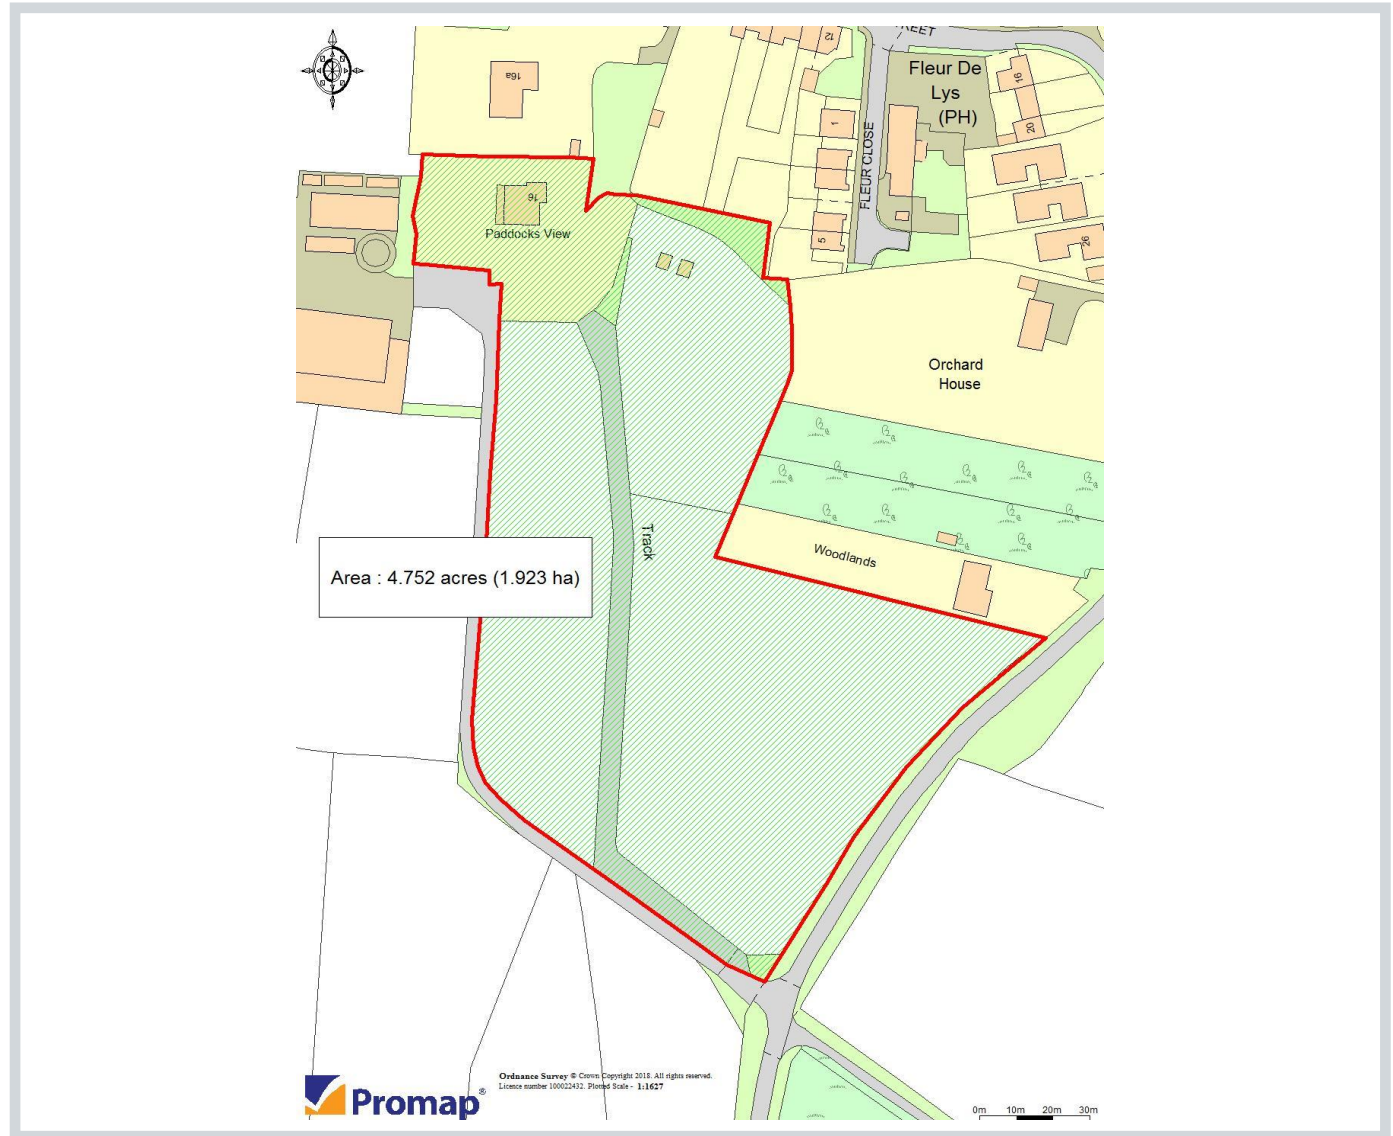 REET
12
16a
Fleur De
Lys
(PH)
16
20
1
FLEUR CLOSE
5
26
16
Paddocks View
Orchard
House
Track
Woodlands
Area : 4.752 acres (1.923 ha)
Promap®
Ordnance Survey © Crown Copyright 2018. All rights reserved.
Licence number 100022432. Plotted Scale - 1:1627
0m 10m 20m 30m